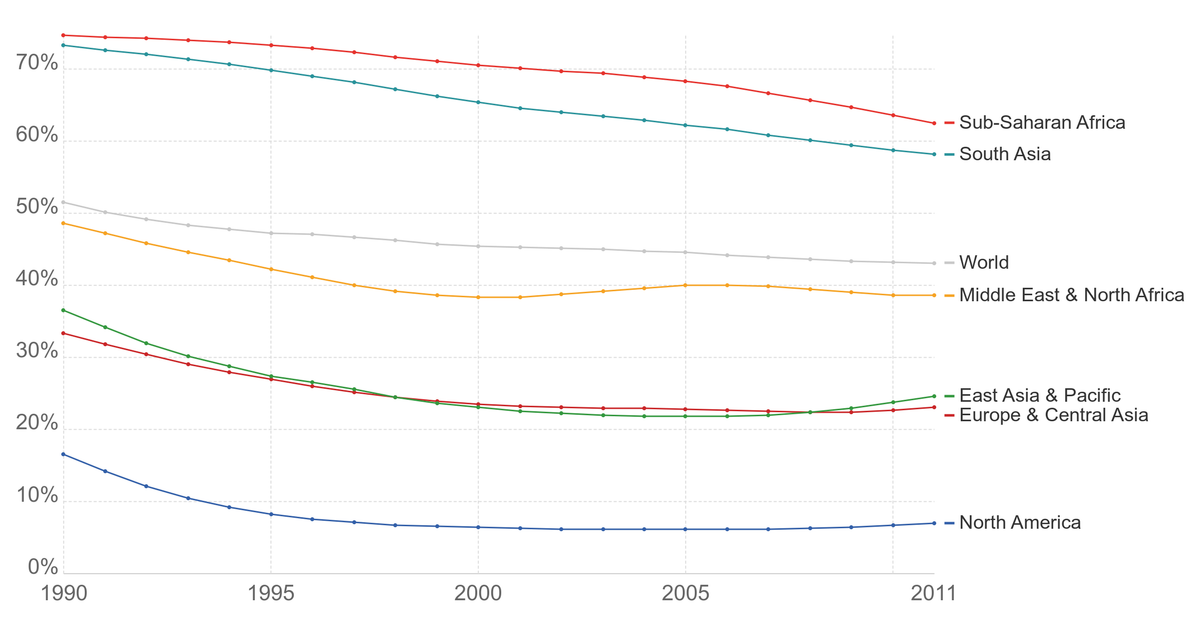 70%
60%
50%
40%
30%
20%
10%
0%
Sub-Saharan Africa
South Asia
World
Middle East & North Africa
East Asia & Pacific
Europe & Central Asia
North America
1990 1995 2000 2005 2011